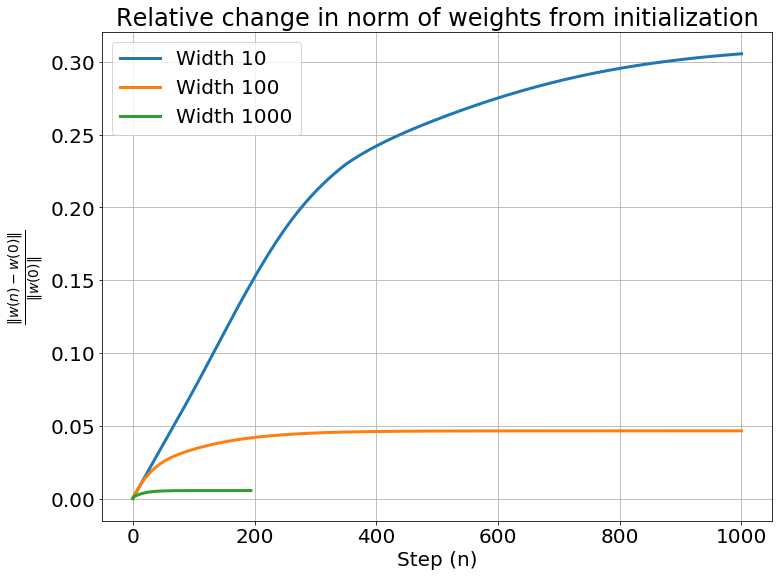 Relative change in norm of weights from initialization
Width 10
Width 100
Width 1000
0.30
0.25
0.20
0.15
0.10
0.05
0.00
‖w(n) − w(0)‖
‖w(0)‖
0 200 400 600 800 1000
Step (n)